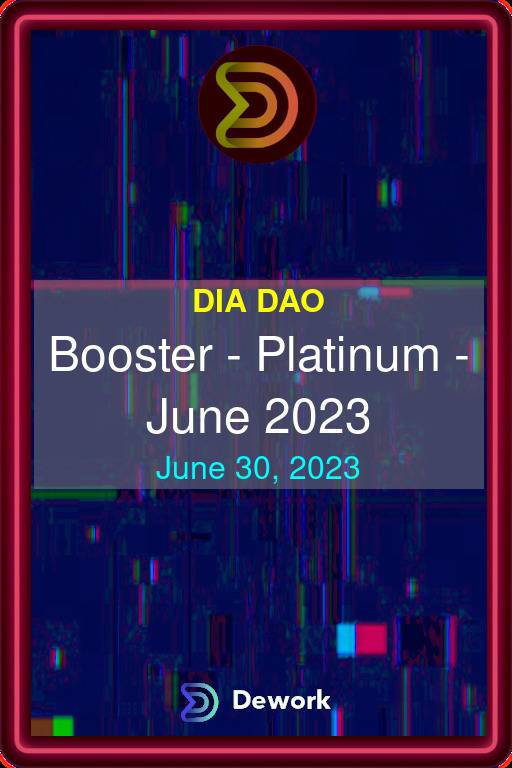 DIA DAO
Booster - Platinum -
June 2023
June 30, 2023
Dework